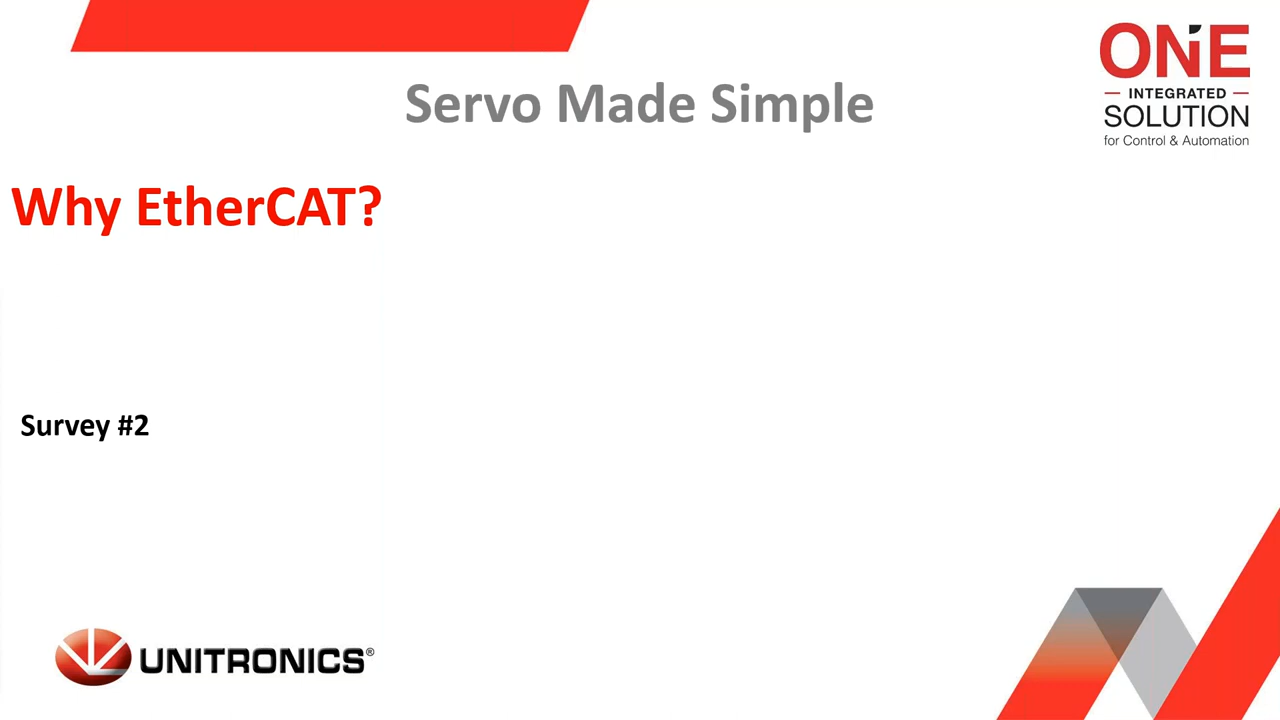 ONE
INTEGRATED
SOLUTION
for Control & Automation
Servo Made Simple
Why EtherCAT?
Survey #2
UNITRONICS®